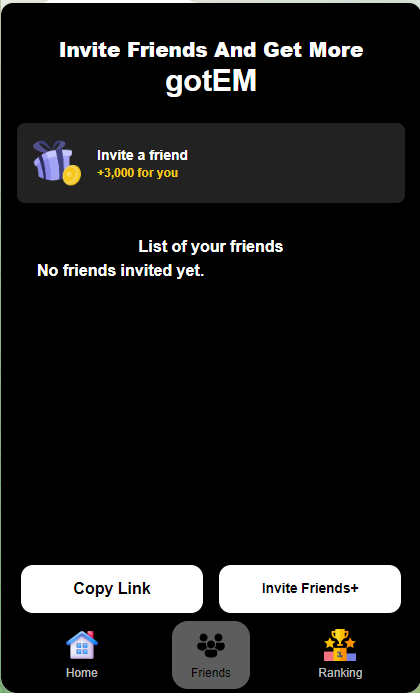 Invite Friends And Get More
gotEM
Invite a friend
+3,000 for you
List of your friends
No friends invited yet.
Copy Link
Invite Friends+
Home
Friends
1
Ranking